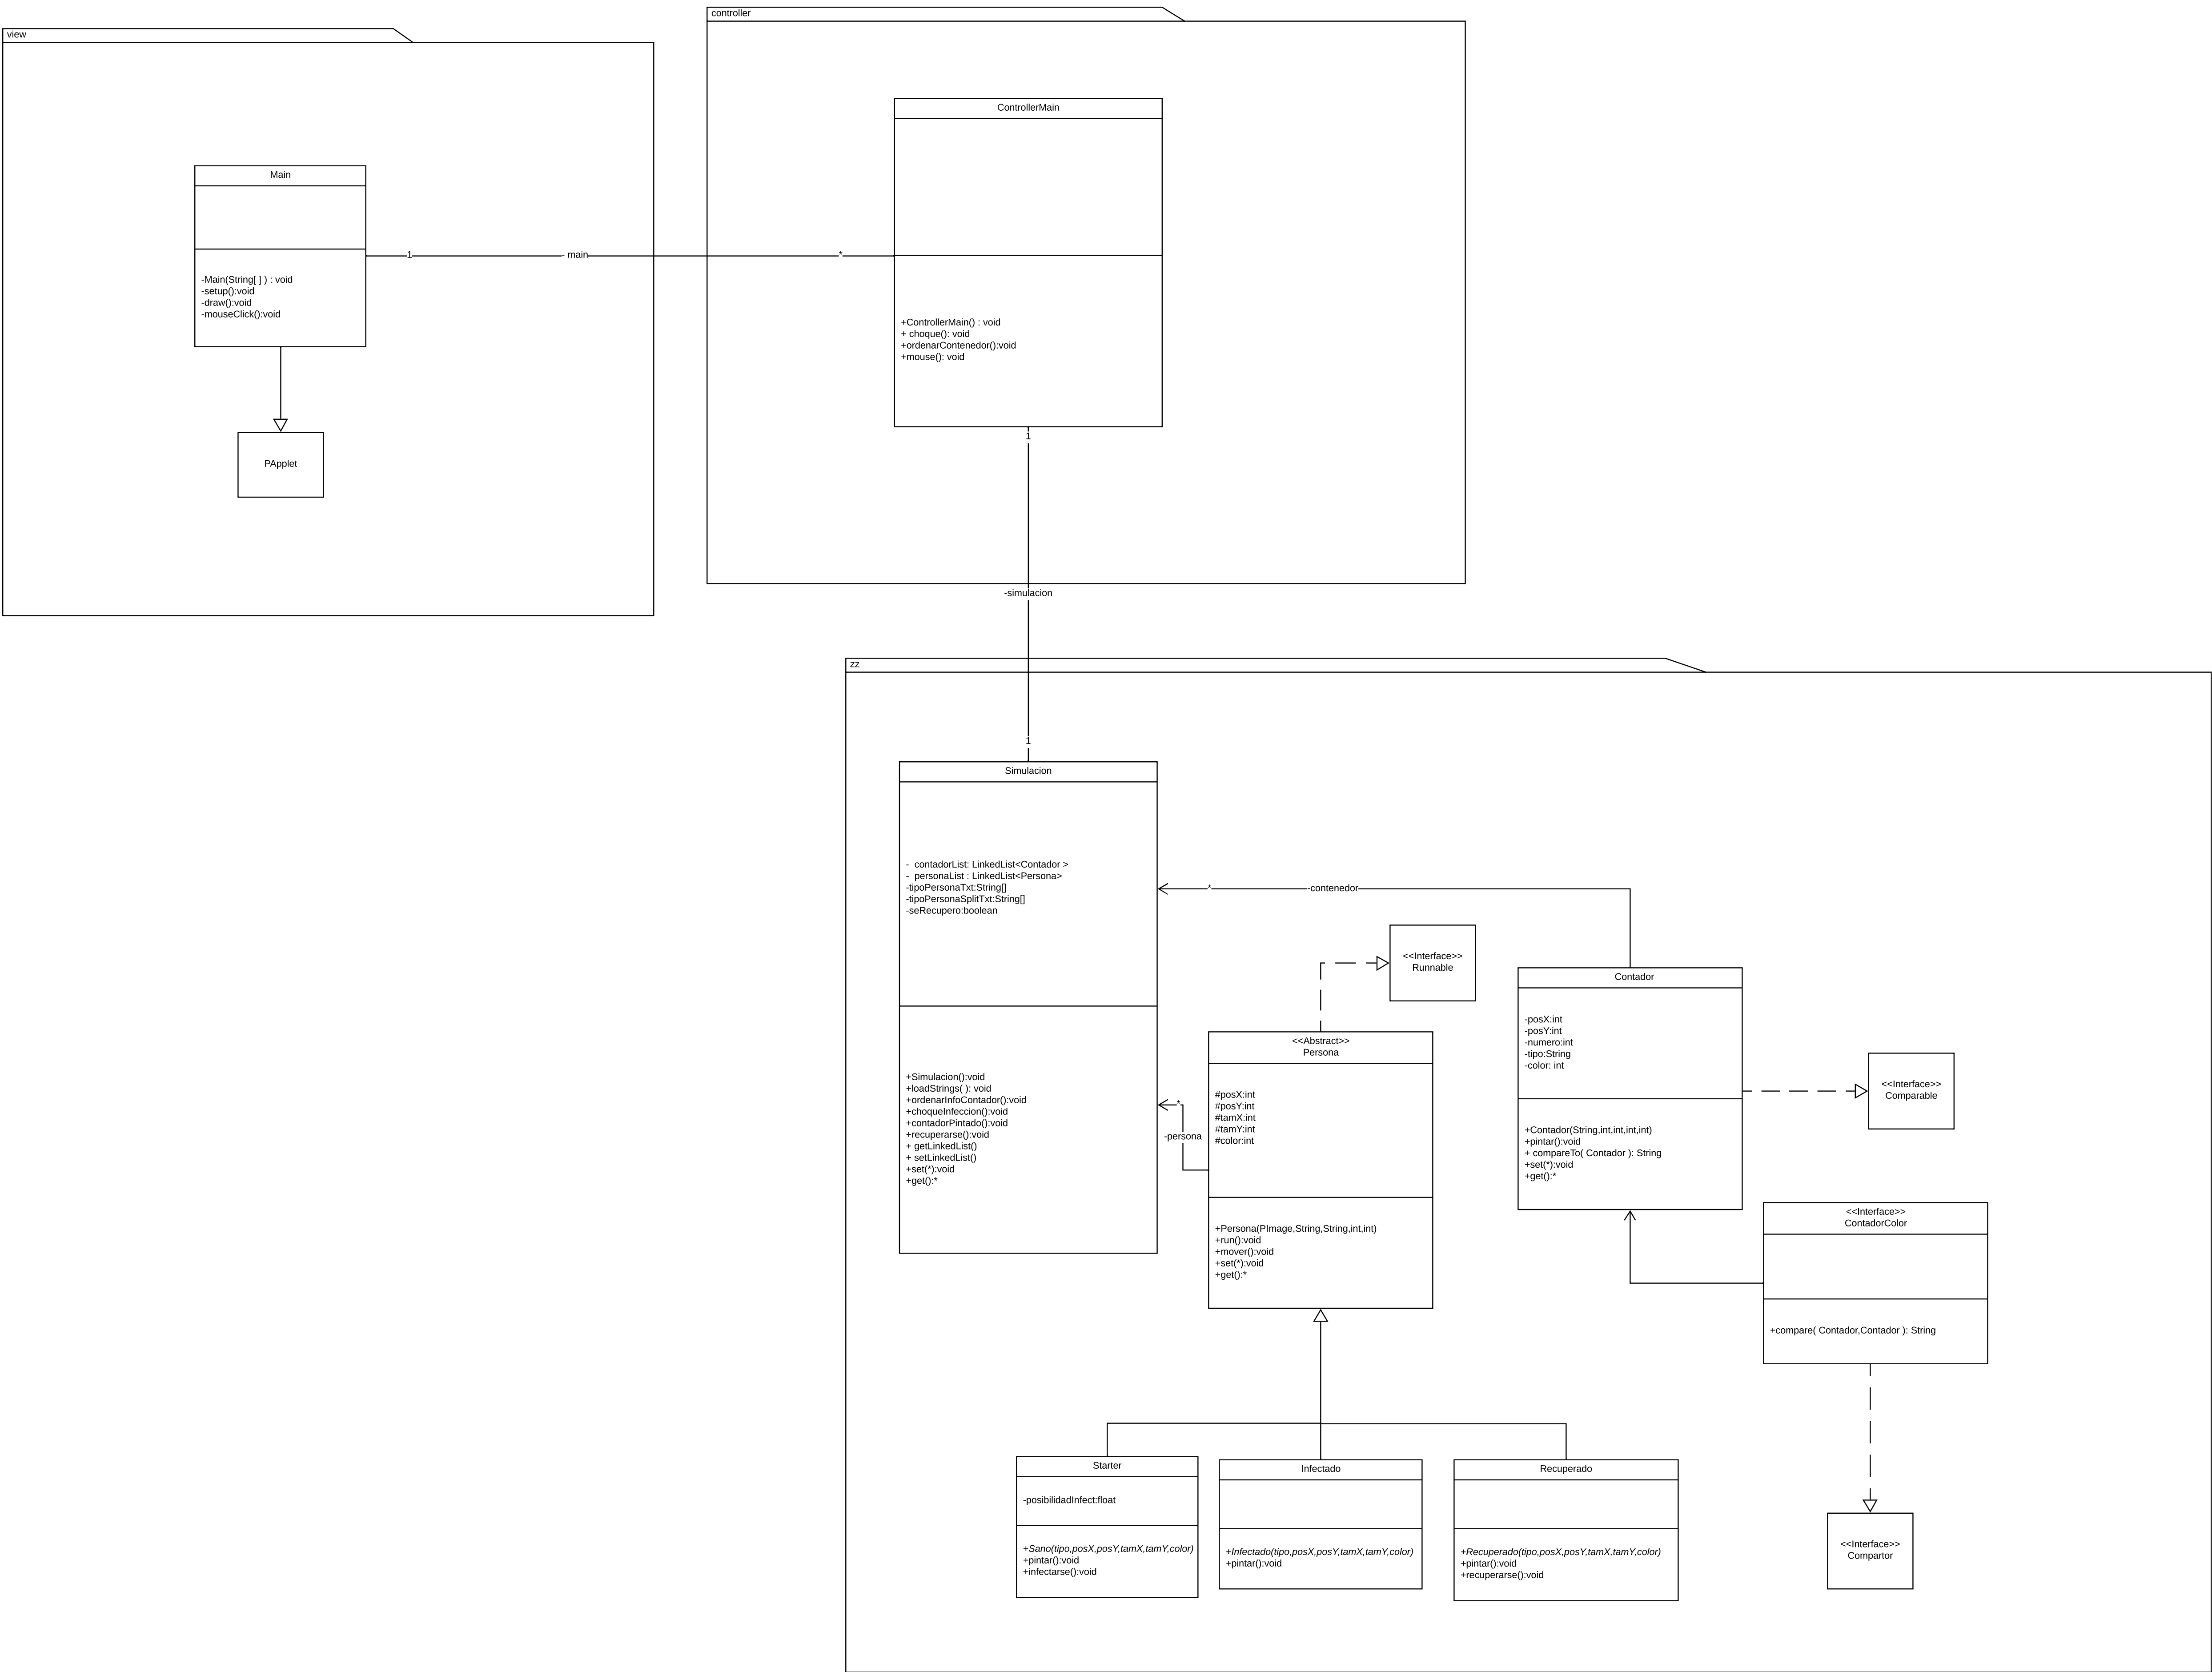 view
Main
-Main(String[ ] ) : void
-setup():void
-draw():void
-mouseClick():void
PApplet
1
- main
*
controller
ControllerMain
+ControllerMain() : void
+ choque(): void
+ordenarContenedor():void
+mouse(): void
1
-simulacion
1
zz
Simulacion
-  contadorList: LinkedList<Contador >
-  personaList : LinkedList<Persona>
-tipoPersonaTxt:String[]
-tipoPersonaSplitTxt:String[]
-seRecupero:boolean
+Simulacion():void
+loadStrings( ): void
+ordenarInfoContador():void
+choqueInfeccion():void
+contadorPintado():void
+recuperarse():void
+ getLinkedList()
+ setLinkedList()
+set(*):void
+get():*
*
-contenedor
*
-persona
<<Interface>>
Runnable
<<Abstract>>
Persona
#posX:int
#posY:int
#tamX:int
#tamY:int
#color:int
+Persona(PImage,String,String,int,int)
+run():void
+mover():void
+set(*):void
+get():*
Contador
-posX:int
-posY:int
-numero:int
-tipo:String
-color: int
+Contador(String,int,int,int,int)
+pintar():void
+ compareTo( Contador ): String
+set(*):void
+get():*
<<Interface>>
Comparable
<<Interface>>
ContadorColor
+compare( Contador,Contador ): String
<<Interface>>
Compartor
Starter
-posibilidadInfect:float
+Sano(tipo,posX,posY,tamX,tamY,color)
+pintar():void
+infectarse():void
Infectado
+Infectado(tipo,posX,posY,tamX,tamY,color)
+pintar():void
Recuperado
+Recuperado(tipo,posX,posY,tamX,tamY,color)
+pintar():void
+recuperarse():void